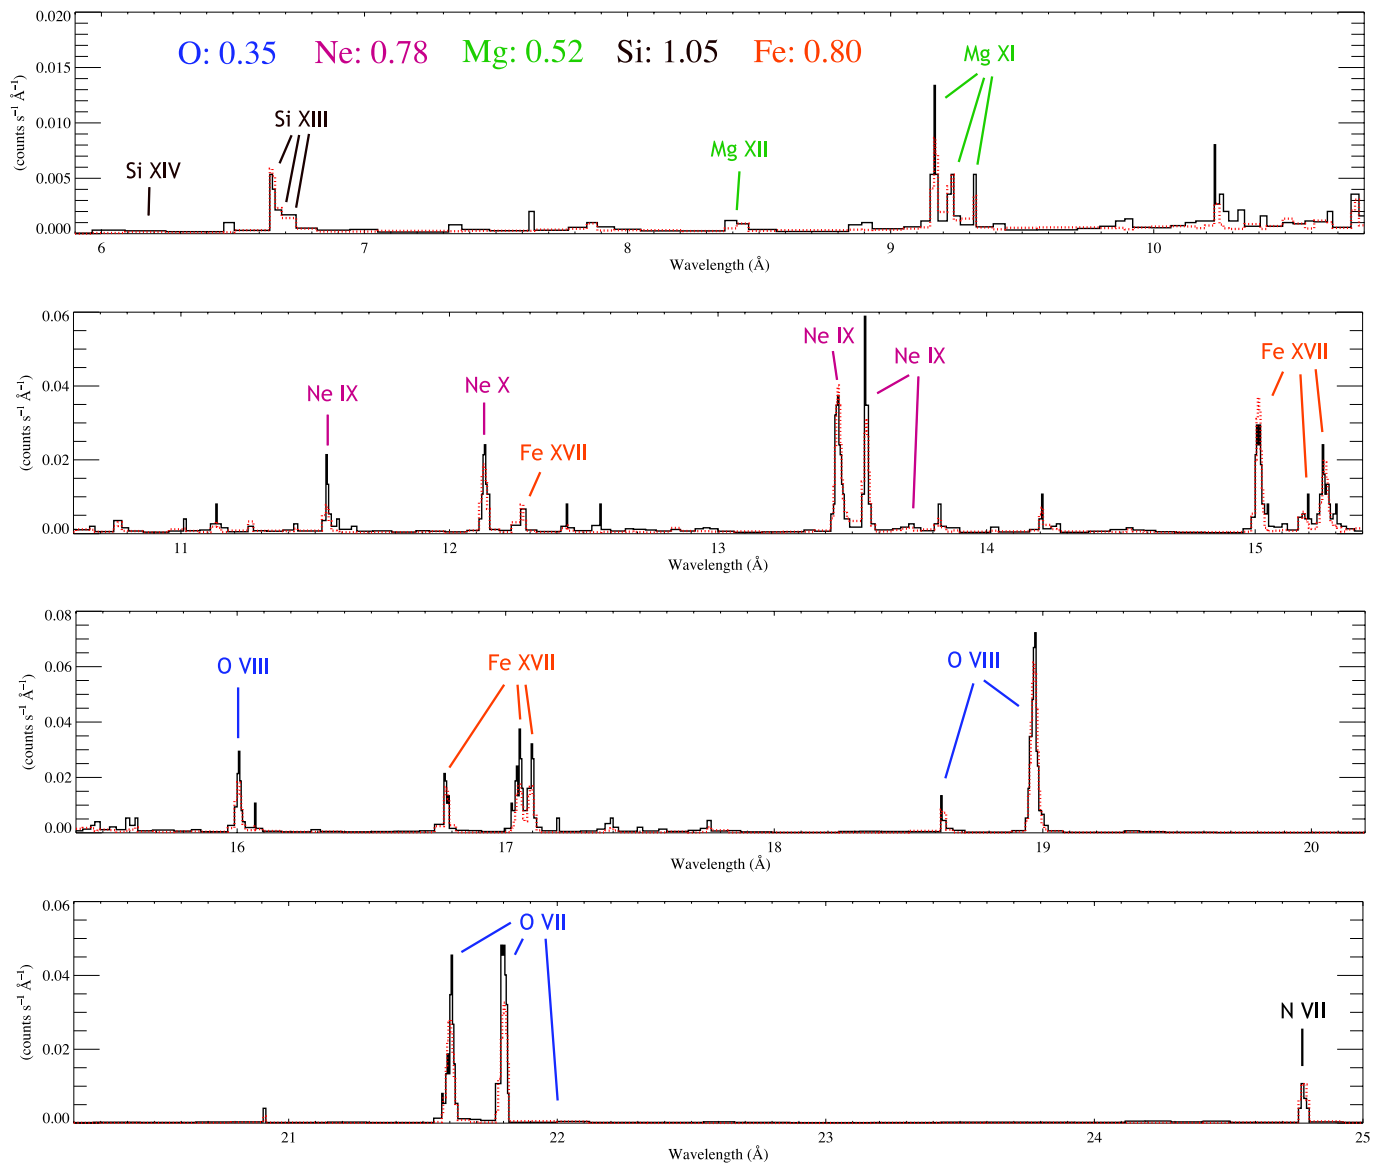 0.020
O: 0.35 Ne: 0.78 Mg: 0.52 Si: 1.05 Fe: 0.80
Mg XI
0.015
Si XIII
0.010
Mg XII
Si XIV
0.005
0.000
(counts s⁻¹ Å⁻¹)
6 7 8 9 10
Wavelength (Å)
0.06
Ne IX
Ne IX
Fe XVII
0.04
Ne IX
Ne X
Fe XVII
0.02
0.00
(counts s⁻¹ Å⁻¹)
11 12 13 14 15
Wavelength (Å)
0.08
O VIII
Fe XVII
O VIII
0.06
0.04
0.02
0.00
(counts s⁻¹ Å⁻¹)
16 17 18 19 20
Wavelength (Å)
0.06
O VII
0.04
N VII
0.02
0.00
(counts s⁻¹ Å⁻¹)
21 22 23 24 25
Wavelength (Å)